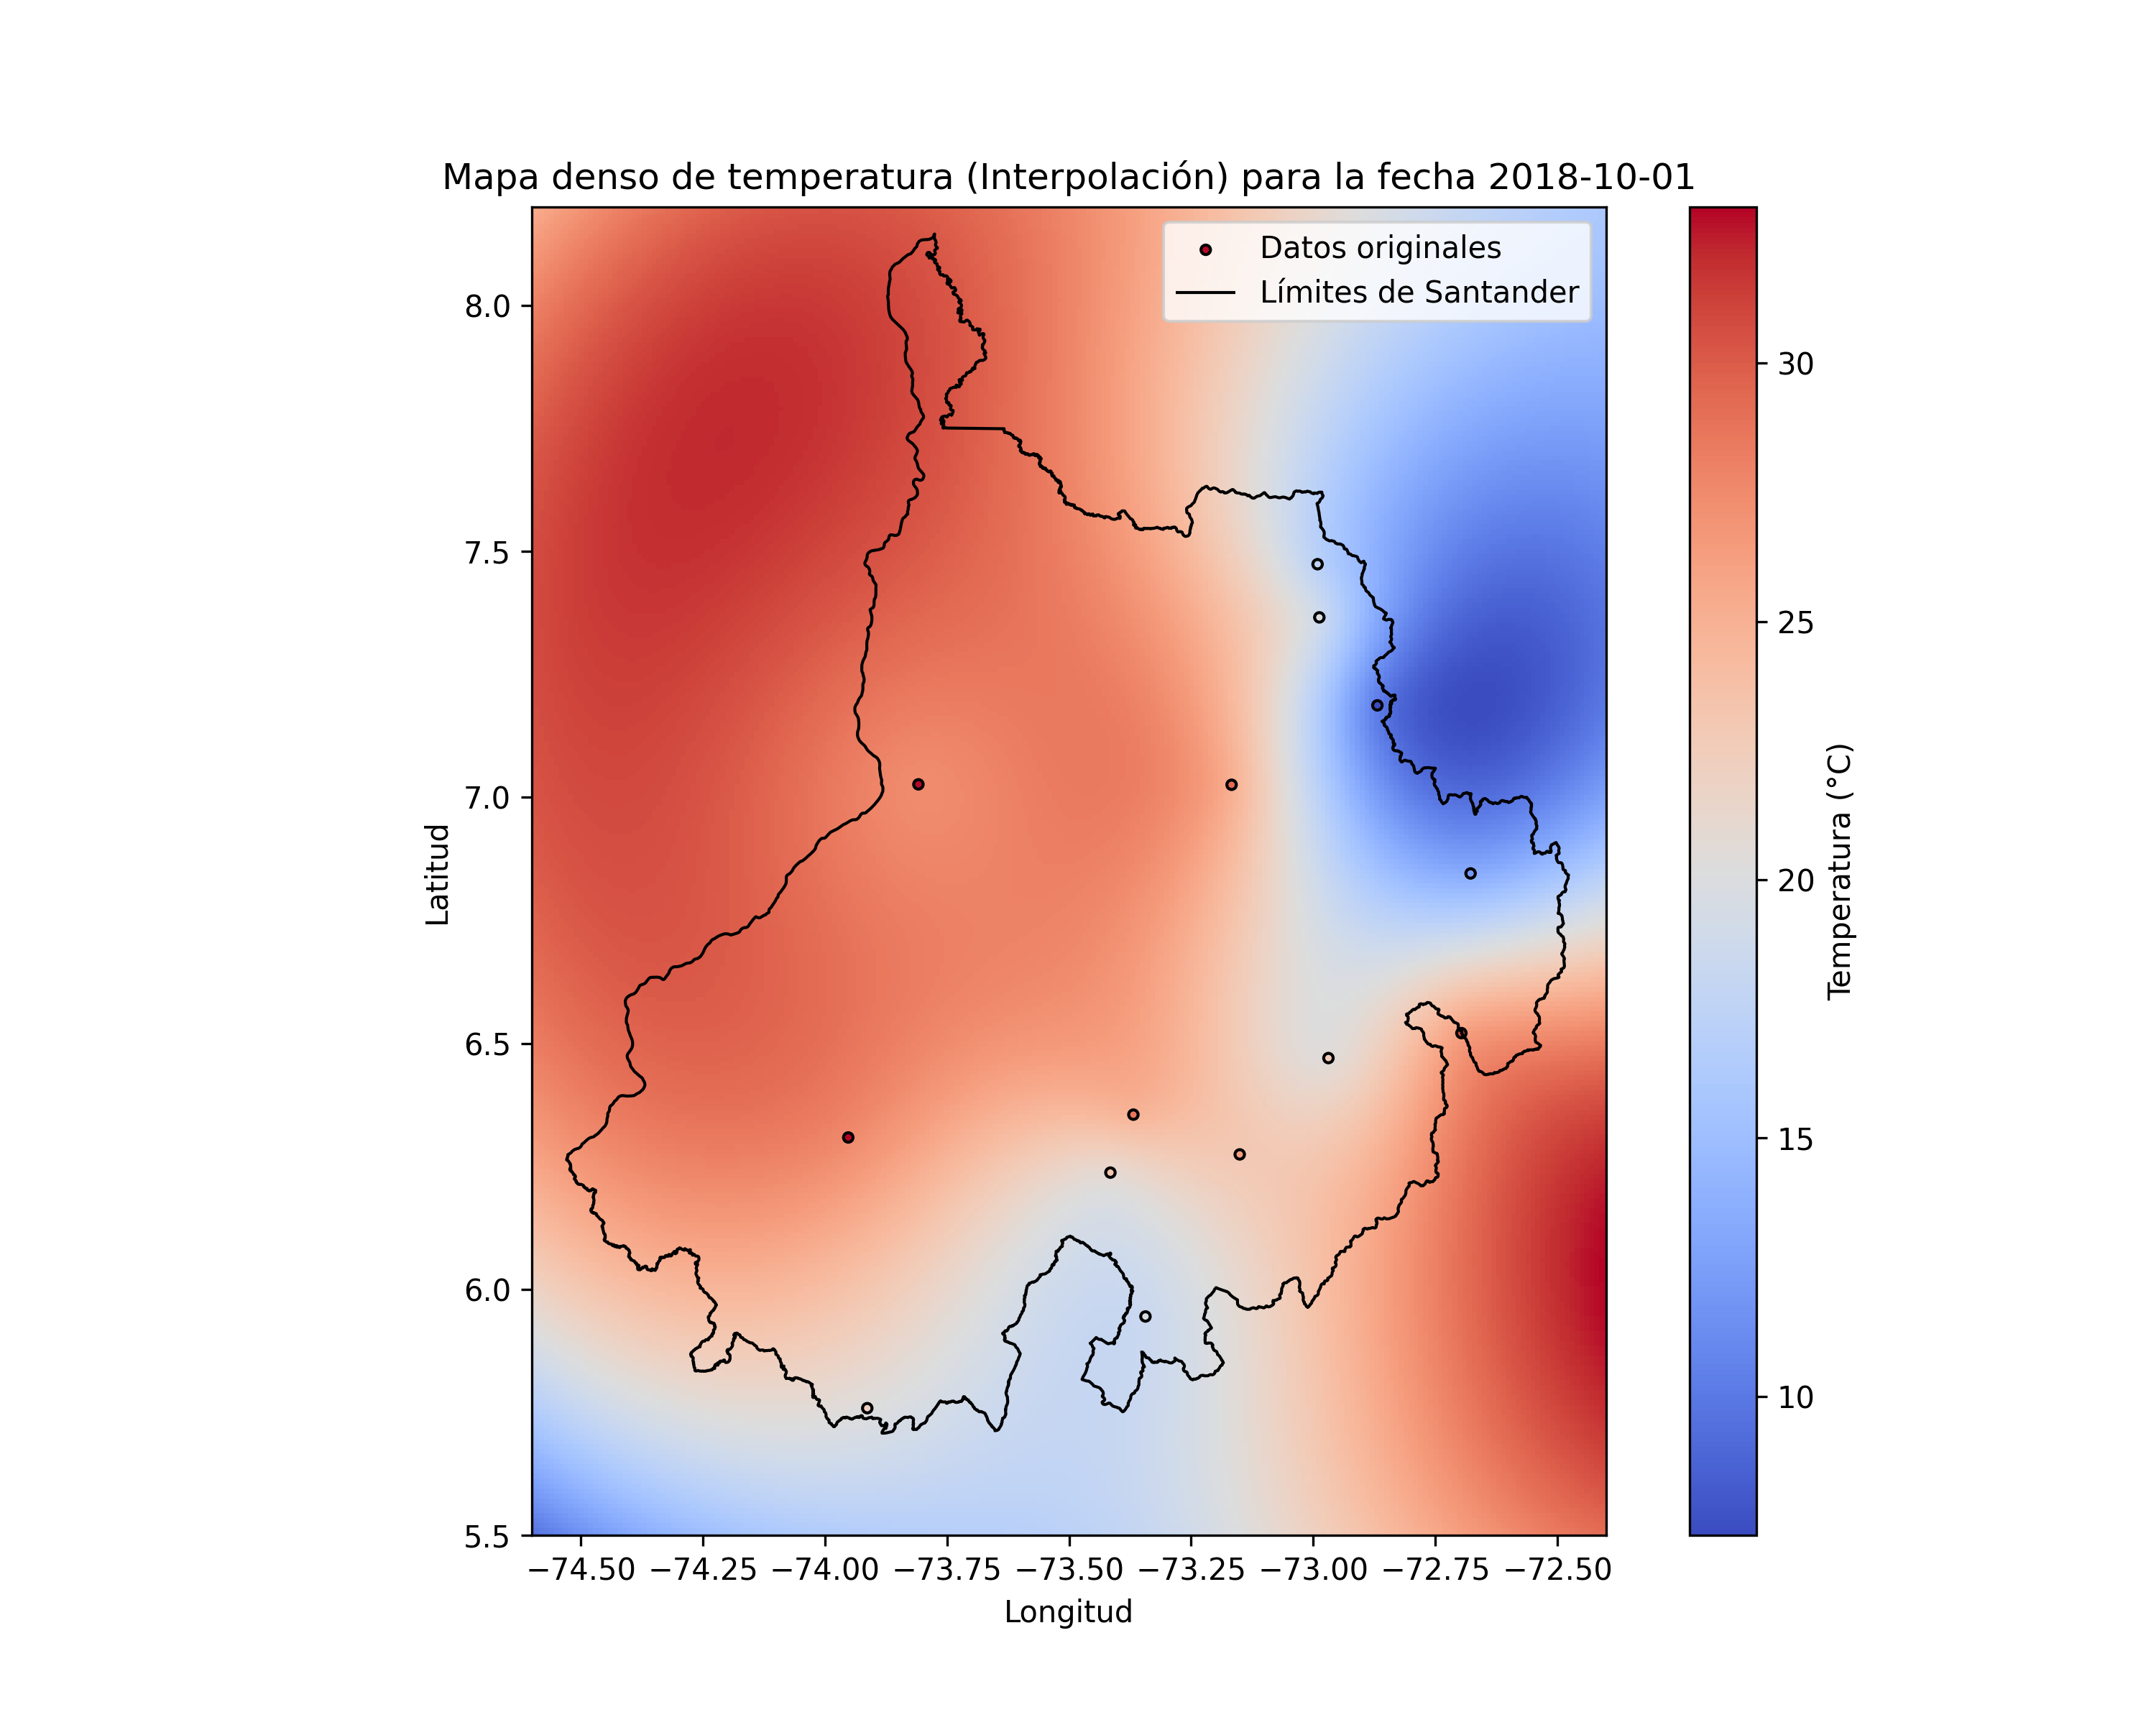 Mapa denso de temperatura (Interpolación) para la fecha 2018-10-01
Datos originales
Límites de Santander
8.0
7.5
7.0
6.5
6.0
5.5
Latitud
−74.50 −74.25 −74.00 −73.75 −73.50 −73.25 −73.00 −72.75 −72.50
Longitud
30
25
20
15
10
Temperatura (°C)